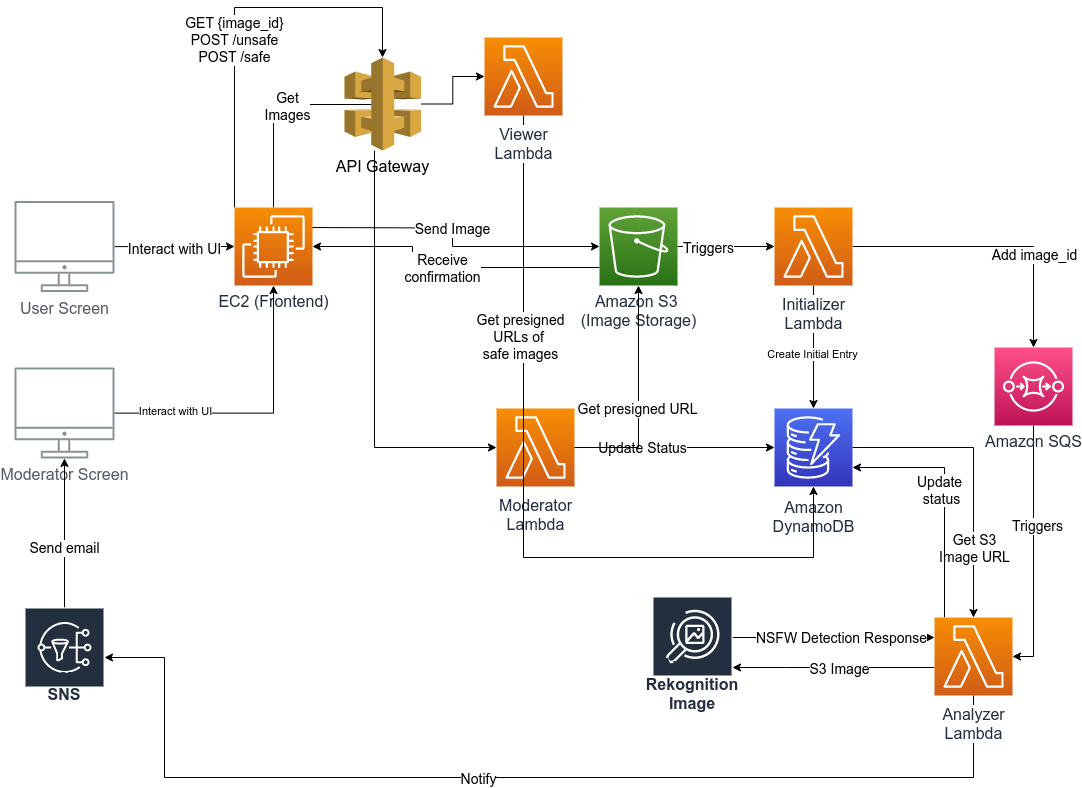 GET {image_id}
POST /unsafe
POST /safe
Get
Images
API Gateway
Viewer
Lambda
Interact with UI
User Screen
EC2 (Frontend)
Send Image
Receive
confirmation
Amazon S3
(Image Storage)
Triggers
Initializer
Lambda
Add image_id
Get presigned
URLs of
safe images
Create Initial Entry
Interact with UI
Moderator Screen
Get presigned URL
Update Status
Moderator
Lambda
Amazon
DynamoDB
Amazon SQS
Update
status
Get S3
Image URL
Triggers
Send email
SNS
NSFW Detection Response
S3 Image
Rekognition
Image
Analyzer
Lambda
Notify